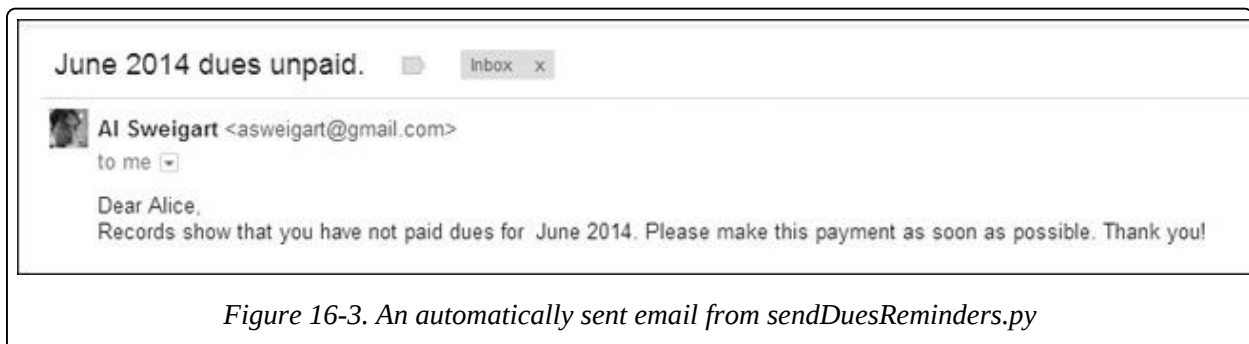 June 2014 dues unpaid. Inbox x
Al Sweigart <asweigart@gmail.com>
to me
Dear Alice,
Records show that you have not paid dues for June 2014. Please make this payment as soon as possible. Thank you!
Figure 16-3. An automatically sent email from sendDuesReminders.py